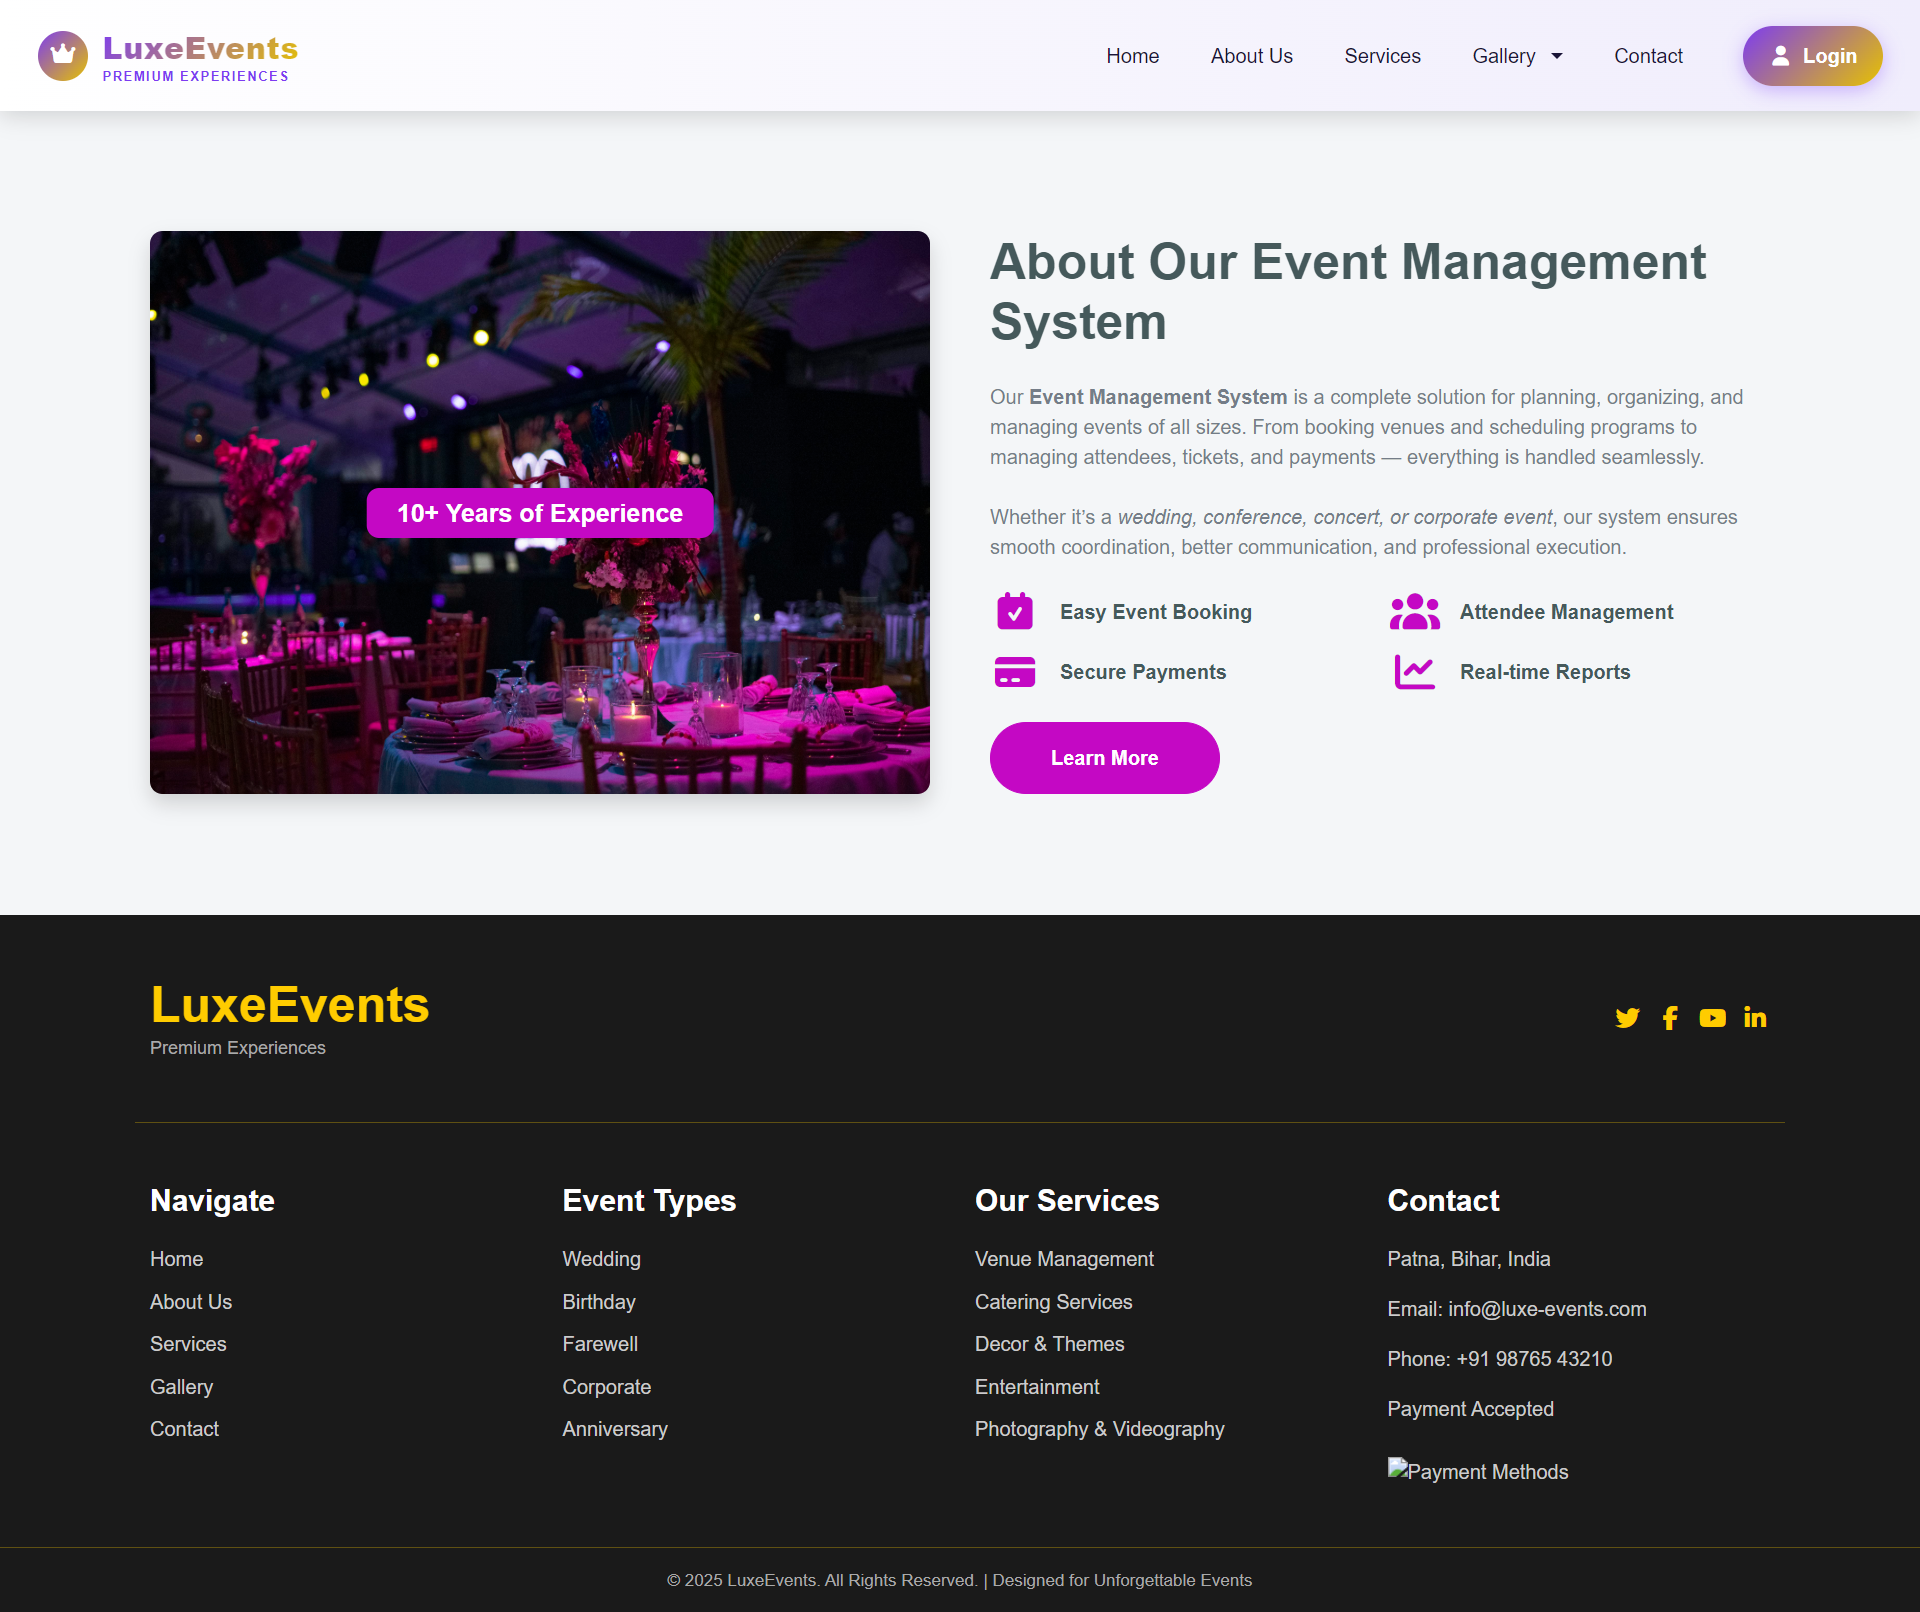 LuxeEvents
PREMIUM EXPERIENCES
Home
About Us
Services
Gallery
Contact
Login
10+ Years of Experience
About Our Event Management
System
Our Event Management System is a complete solution for planning, organizing, and
managing events of all sizes. From booking venues and scheduling programs to
managing attendees, tickets, and payments — everything is handled seamlessly.
Whether it’s a wedding, conference, concert, or corporate event, our system ensures
smooth coordination, better communication, and professional execution.
Easy Event Booking
Attendee Management
Secure Payments
Real-time Reports
Learn More
LuxeEvents
Premium Experiences
Navigate
Home
About Us
Services
Gallery
Contact
Event Types
Wedding
Birthday
Farewell
Corporate
Anniversary
Our Services
Venue Management
Catering Services
Decor & Themes
Entertainment
Photography & Videography
Contact
Patna, Bihar, India
Email: info@luxe-events.com
Phone: +91 98765 43210
Payment Accepted
Payment Methods
© 2025 LuxeEvents. All Rights Reserved. | Designed for Unforgettable Events